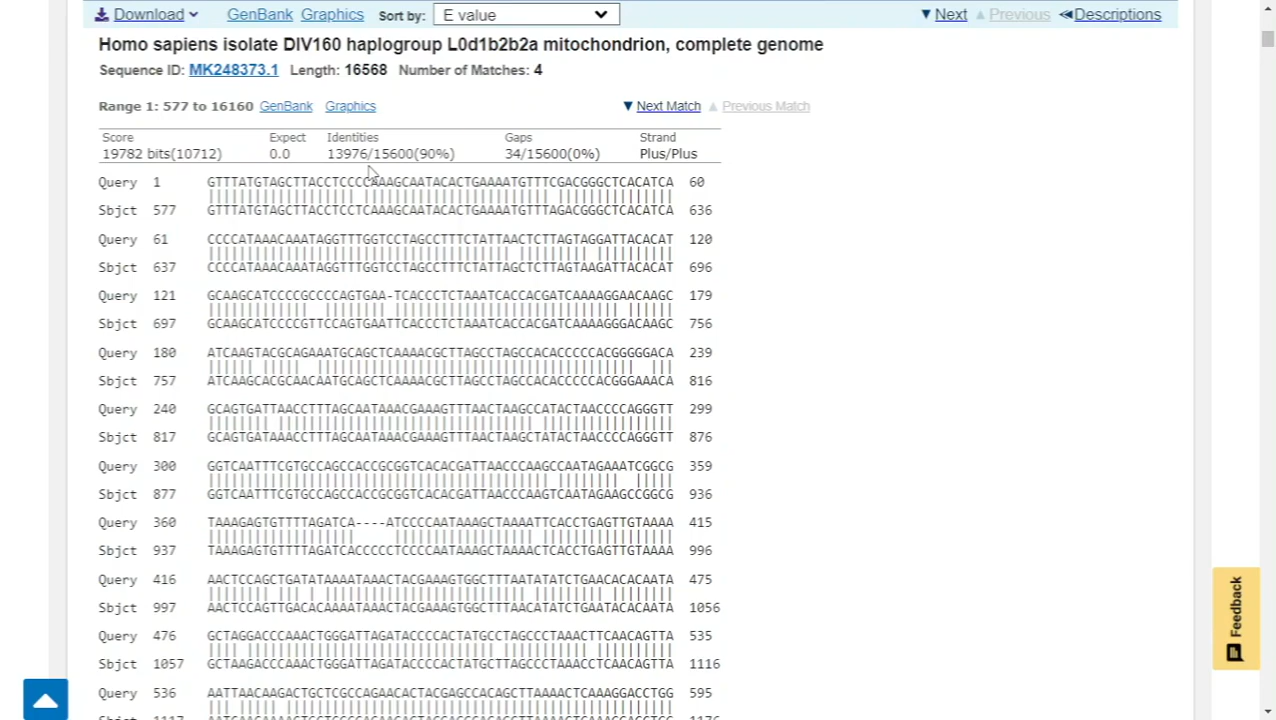 Download GenBank Graphics Sort by: E value Next Previous Descriptions
Homo sapiens isolate DIV160 haplogroup L0d1b2b2a mitochondrion, complete genome
Sequence ID: MK248373.1 Length: 16568 Number of Matches: 4
Range 1: 577 to 16160 GenBank Graphics Next Match Previous Match
Score Expect Identities Gaps Strand
19782 bits(10712) 0.0 13976/15600(90%) 34/15600(0%) Plus/Plus
Query 1 GTTTATGTAGCTTACCTCCCCAAAGCAATACACTGAAAATGTTTCGACGGGCTCACATCA 60
Sbjct 577 GTTTATGTAGCTTACCTCCTCAAAGCAATACACTGAAAATGTTTAGACGGGCTCACATCA 636
Query 61 CCCCATAAACAAATAGGTTTGGTCCTAGCCTTTCTATTAACTCTTAGTAGGATTACACAT 120
Sbjct 637 CCCCATAAACAAATAGGTTTGGTCCTAGCCTTTCTATTAGCTCTTAGTAAGATTACACAT 696
Query 121 GCAAGCATCCCCGCCCCAGTGAA-TCACCCTCTAAATCACCACGATCAAAAGGAACAAGC 179
Sbjct 697 GCAAGCATCCCCGTTCCAGTGAATTCACCCTCTAAATCACCACGATCAAAAGGGACAAGC 756
Query 180 ATCAAGTACGCAGAAATGCAGCTCAAAACGCTTAGCCTAGCCACACCCCCACGGGGGACA 239
Sbjct 757 ATCAAGCACGCAACAATGCAGCTCAAAACGCTTAGCCTAGCCACACCCCCACGGGAAACA 816
Query 240 GCAGTGATTAACCTTTAGCAATAAACGAAAGTTTAACTAAGCCATACTAACCCCAGGGTT 299
Sbjct 817 GCAGTGATAAACCTTTAGCAATAAACGAAAGTTTAACTAAGCTATACTAACCCCAGGGTT 876
Query 300 GGTCAATTTCGTGCCAGCCACCGCGGTCACACGATTAACCCAAGCCAATAGAAATCGGCG 359
Sbjct 877 GGTCAATTTCGTGCCAGCCACCGCGGTCACACGATTAACCCAAGTCAATAGAAGCCGGCG 936
Query 360 TAAAGAGTGTTTTAGATCA----ATCCCCAATAAAGCTAAAATTCACCTGAGTTGTAAAA 415
Sbjct 937 TAAAGAGTGTTTTAGATCACCCCCTCCCCAATAAAGCTAAAACTCACCTGAGTTGTAAAA 996
Query 416 AACTCCAGCTGATATAAAATAAACTACGAAAGTGGCTTTAATATATCTGAACACACAATA 475
Sbjct 997 AACTCCAGTTGACACAAAATAAACTACGAAAGTGGCTTTAACATATCTGAATACACAATA 1056
Query 476 GCTAGGACCCAAACTGGGATTAGATACCCCACTATGCCTAGCCCTAAACTTCAACAGTTA 535
Sbjct 1057 GCTAAGACCCAAACTGGGATTAGATACCCCACTATGCTTAGCCCTAAACCTCAACAGTTA 1116
Query 536 AATTAACAAGACTGCTCGCCAGAACACTACGAGCCACAGCTTAAAACTCAAAGGACCTGG 595
Feedback